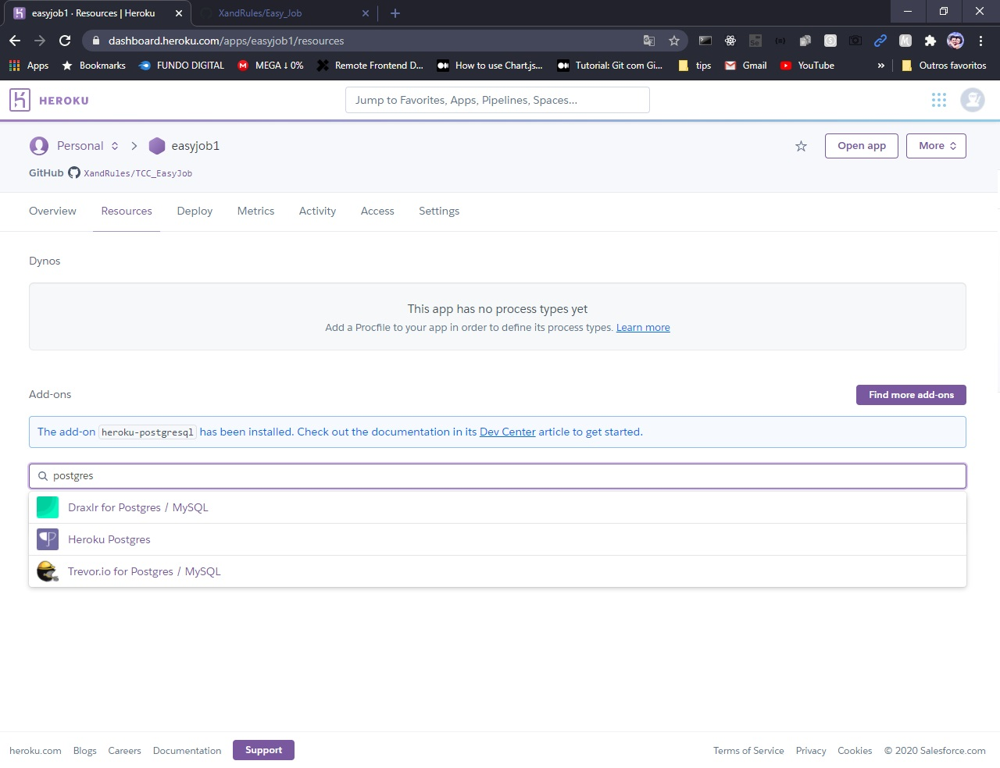 easyjob1 · Resources | Heroku
XandRules/Easy_Job
dashboard.heroku.com/apps/easyjob1/resources
Apps
Bookmarks
FUNDO DIGITAL
MEGA ↓ 0%
Remote Frontend D...
How to use Chart.js...
Tutorial: Git com Gi...
tips
Gmail
YouTube
»
Outros favoritos
HEROKU
Jump to Favorites, Apps, Pipelines, Spaces...
Personal
easyjob1
Open app
More
GitHub XandRules/TCC_EasyJob
Overview
Resources
Deploy
Metrics
Activity
Access
Settings
Dynos
This app has no process types yet
Add a Procfile to your app in order to define its process types. Learn more
Add-ons
Find more add-ons
The add-on heroku-postgresql has been installed. Check out the documentation in its Dev Center article to get started.
postgres
Draxlr for Postgres / MySQL
Heroku Postgres
Trevor.io for Postgres / MySQL
heroku.com
Blogs
Careers
Documentation
Support
Terms of Service
Privacy
Cookies
© 2020 Salesforce.com